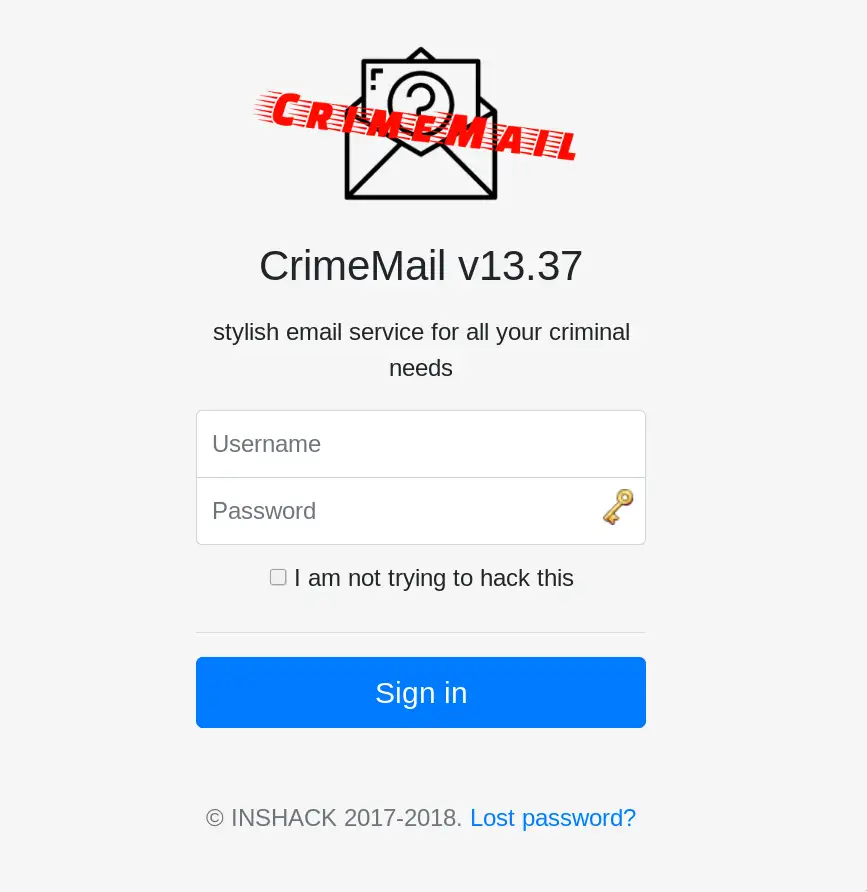 CrimeMail
CrimeMail v13.37
stylish email service for all your criminal
needs
Username
Password
I am not trying to hack this
Sign in
© INSHACK 2017-2018. Lost password?